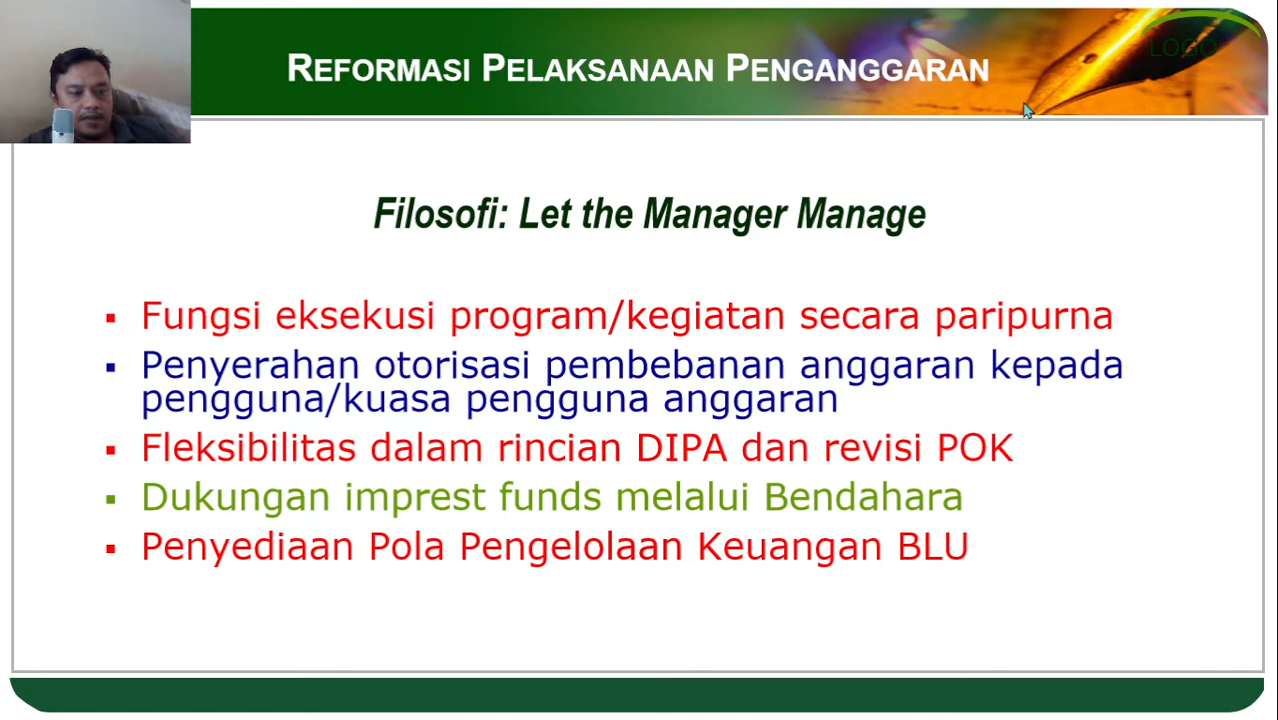 LOGO
REFORMASI PELAKSANAAN PENGANGGARAN
Filosofi: Let the Manager Manage
▪ Fungsi eksekusi program/kegiatan secara paripurna
▪ Penyerahan otorisasi pembebanan anggaran kepada
pengguna/kuasa pengguna anggaran
▪ Fleksibilitas dalam rincian DIPA dan revisi POK
▪ Dukungan imprest funds melalui Bendahara
▪ Penyediaan Pola Pengelolaan Keuangan BLU